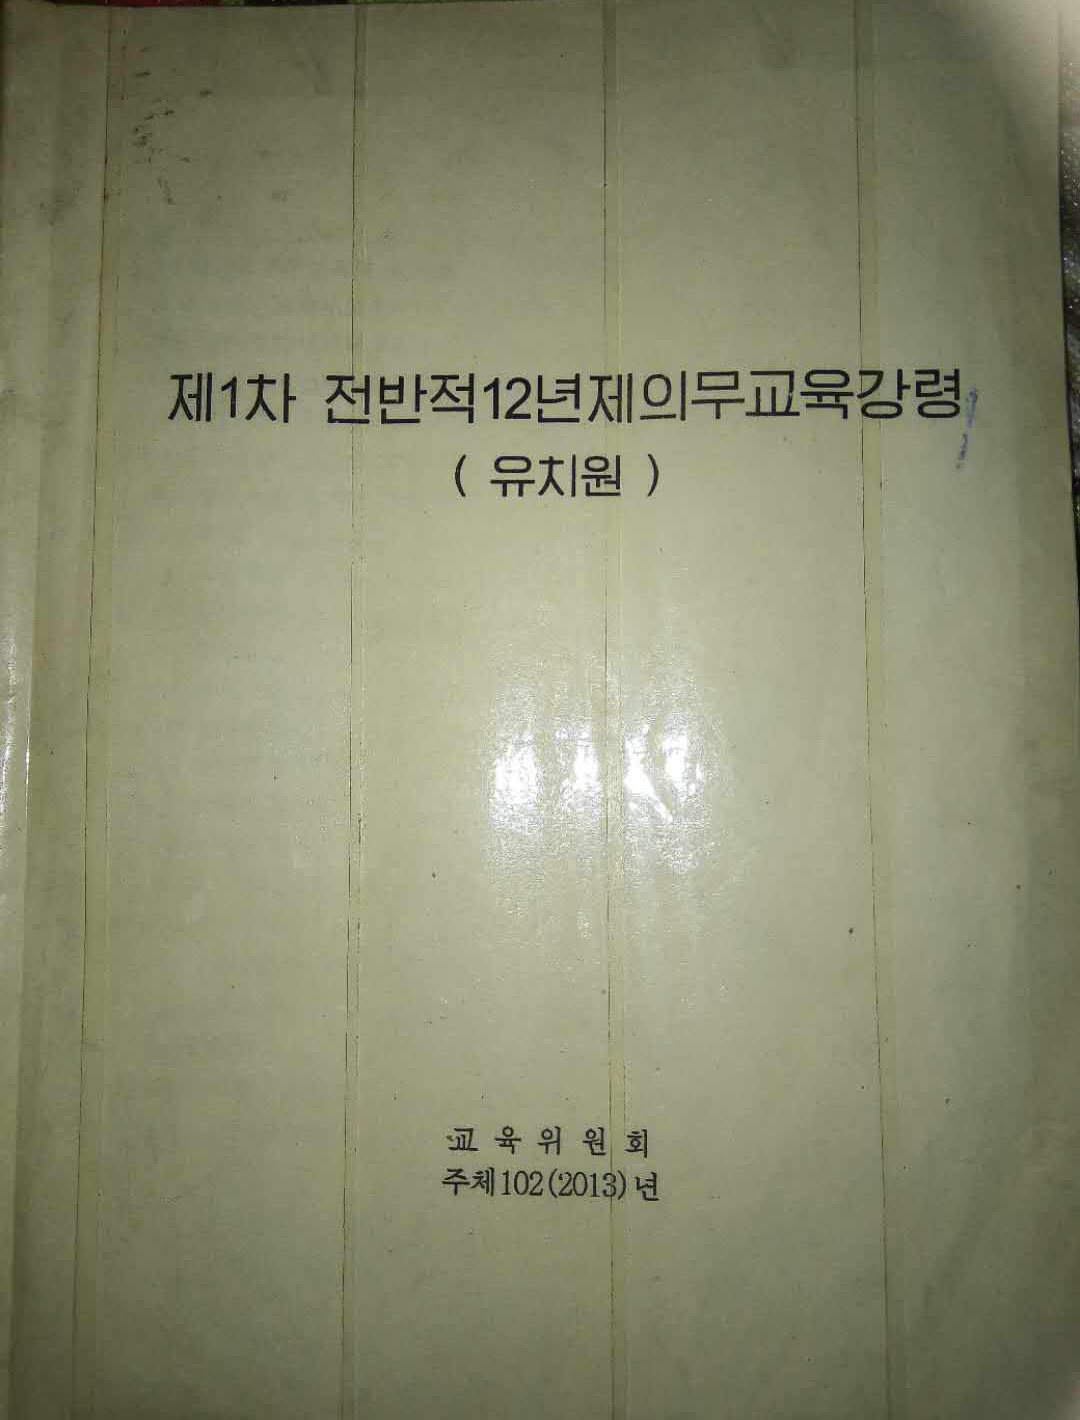 제1차 전반적12년제의무교육강령
( 유치원 )
교육위원회
주체102(2013)년